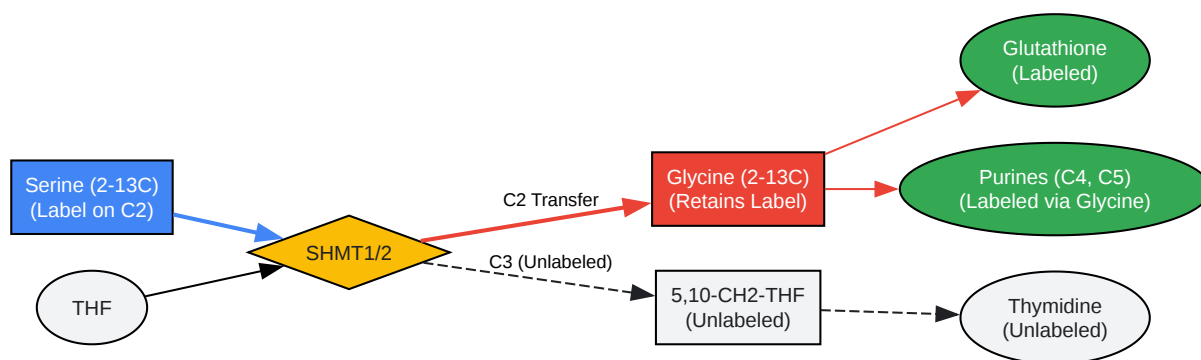 Serine (2-13C)
(Label on C2)
THF
SHMT1/2
C2 Transfer
C3 (Unlabeled)
Glycine (2-13C)
(Retains Label)
5,10-CH2-THF
(Unlabeled)
Glutathione
(Labeled)
Purines (C4, C5)
(Labeled via Glycine)
Thymidine
(Unlabeled)